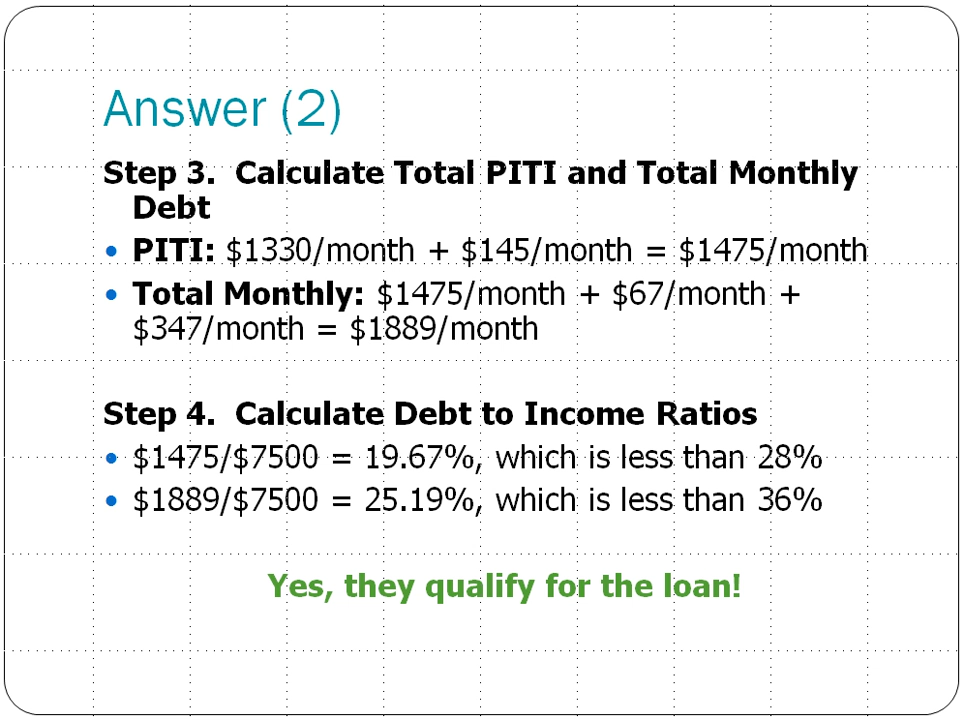 Answer (2)
Step 3. Calculate Total PITI and Total Monthly
Debt
• PITI: $1330/month + $145/month = $1475/month
• Total Monthly: $1475/month + $67/month +
$347/month = $1889/month
Step 4. Calculate Debt to Income Ratios
• $1475/$7500 = 19.67%, which is less than 28%
• $1889/$7500 = 25.19%, which is less than 36%
Yes, they qualify for the loan!